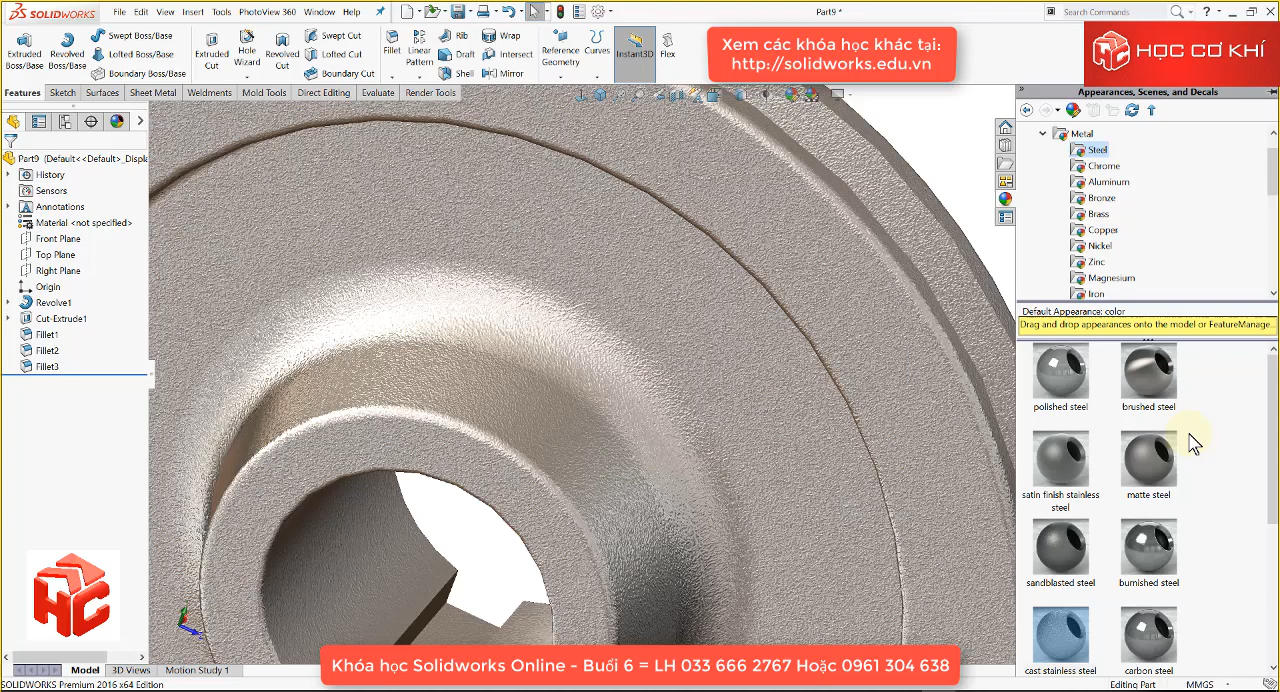 SOLIDWORKS File Edit View Insert Tools PhotoView 360 Window Help Part9 * Search Commands
Extruded Boss/Base
Revolved Boss/Base
Swept Boss/Base
Lofted Boss/Base
Boundary Boss/Base
Extruded Cut
Hole Wizard
Revolved Cut
Swept Cut
Lofted Cut
Boundary Cut
Fillet
Linear Pattern
Rib
Draft
Shell
Wrap
Intersect
Mirror
Reference Geometry
Curves
Instant3D
Flex
Xem các khóa học khác tại:
http://solidworks.edu.vn
HC
HỌC CƠ KHÍ
Features Sketch Surfaces Sheet Metal Weldments Mold Tools Direct Editing Evaluate Render Tools
Part9 (Default<<Default>_Displa
History
Sensors
Annotations
Material <not specified>
Front Plane
Top Plane
Right Plane
Origin
Revolve1
Cut-Extrude1
Fillet1
Fillet2
Fillet3
Appearances, Scenes, and Decals
Metal
Steel
Chrome
Aluminum
Bronze
Brass
Copper
Nickel
Zinc
Magnesium
Iron
Default Appearance: color
Drag and drop appearances onto the model or FeatureManage...
polished steel
brushed steel
satin finish stainless steel
matte steel
sandblasted steel
burnished steel
cast stainless steel
carbon steel
HC
Khóa học Solidworks Online - Buổi 6 = LH 033 666 2767 Hoặc 0961 304 638
Model 3D Views Motion Study 1
SOLIDWORKS Premium 2016 x64 Edition
Editing Part MMGS